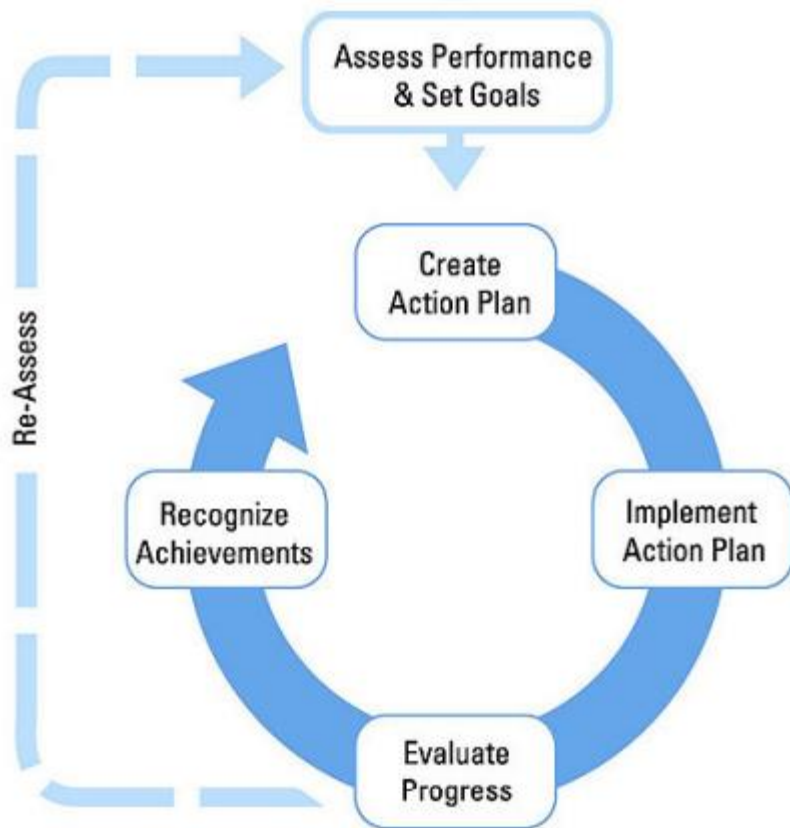 Assess Performance
& Set Goals
Create
Action Plan
Re-Assess
Recognize
Achievements
Implement
Action Plan
Evaluate
Progress